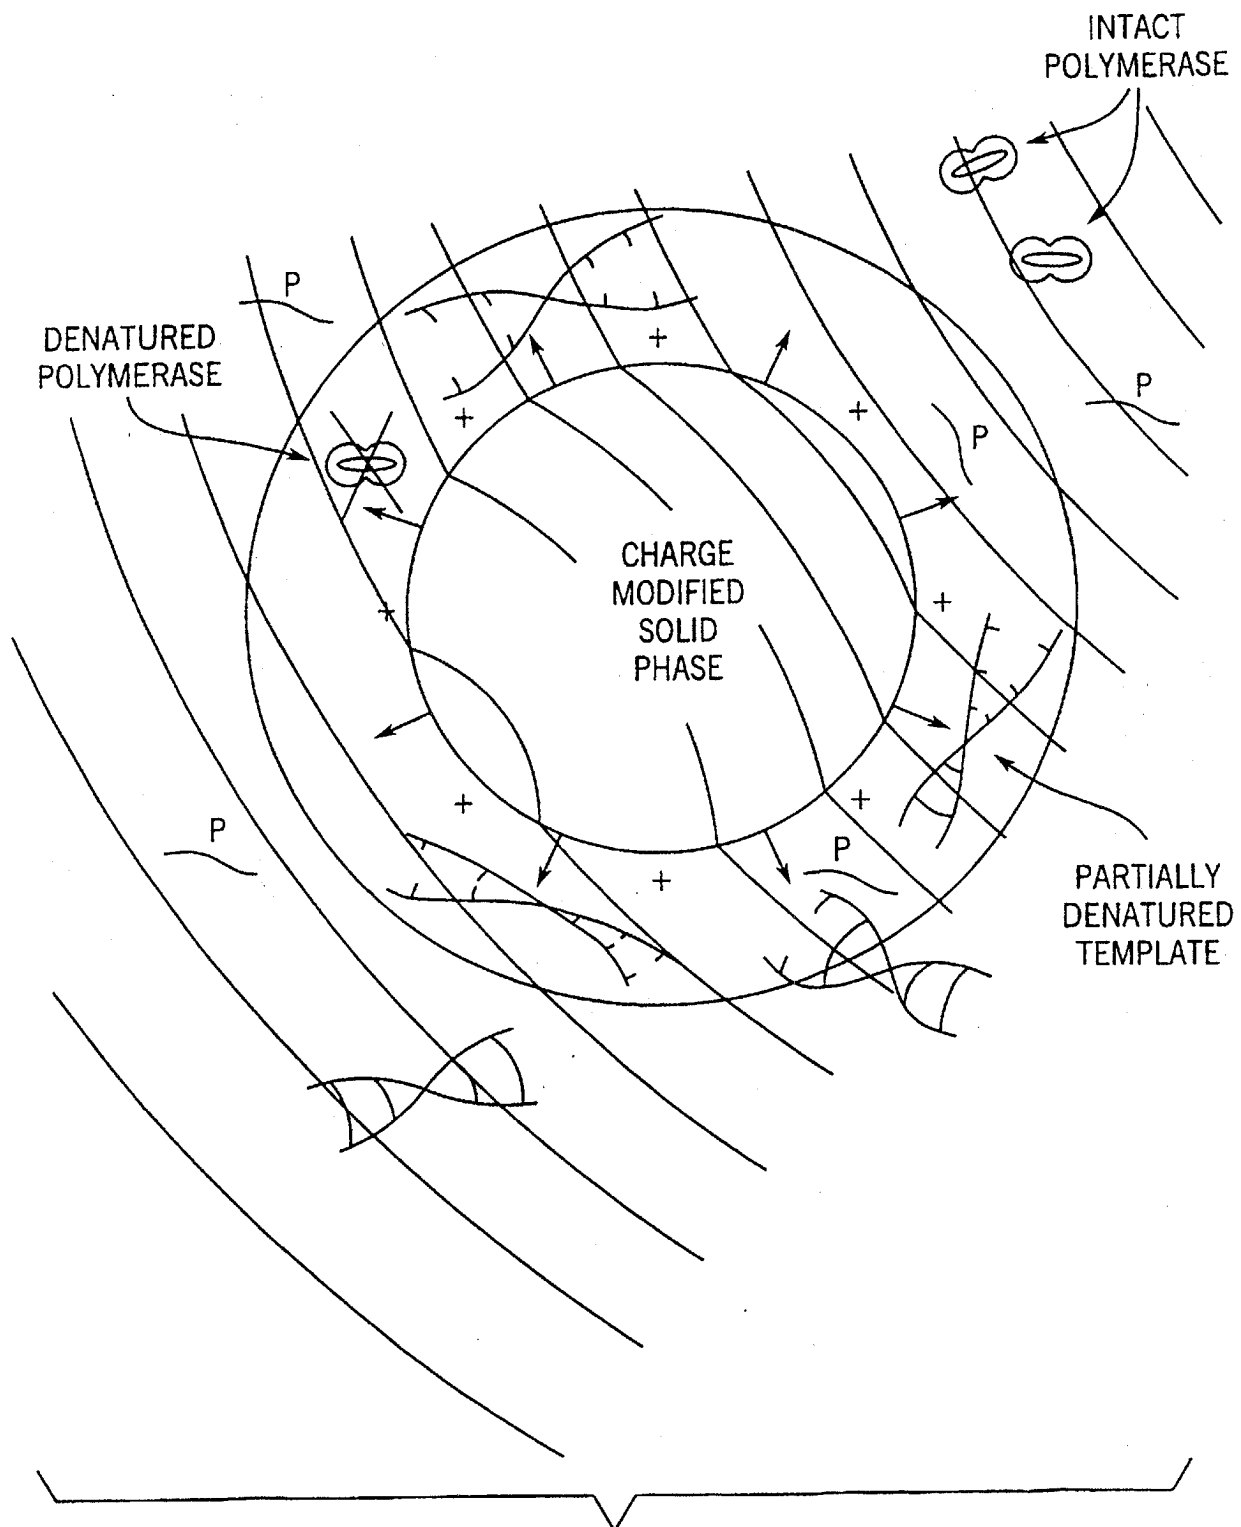 INTACT
POLYMERASE
P
DENATURED
POLYMERASE
+
P
+
+
P
CHARGE
MODIFIED
SOLID
PHASE
+
+
+
+
P
P
+
PARTIALLY
DENATURED
TEMPLATE